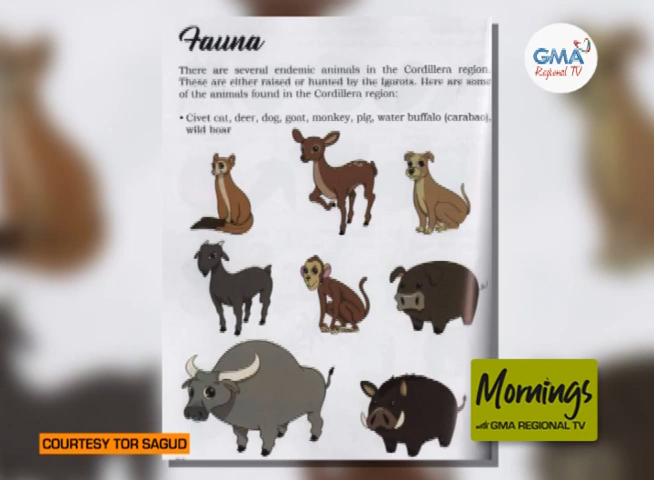 Fauna
GMA
Regional TV
There are several endemic animals in the Cordillera region.
These are either raised or hunted by the Igorots. Here are some
of the animals found in the Cordillera region:
• Civet cat, deer, dog, goat, monkey, pig, water buffalo (carabao),
wild boar
Mornings
with GMA REGIONAL TV
COURTESY TOR SAGUD